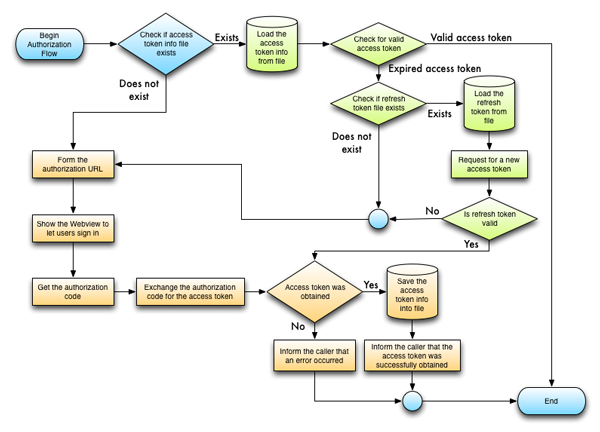 Begin
Authorization
Flow
Check if access
token info file
exists
Exists
Load the
access
token info
from file
Check for valid
access token
Valid access token
Does not
exist
Expired access token
Check if refresh
token file exists
Exists
Load the
refresh
token from
file
Does not
exist
Form the
authorization URL
Request for a new
access token
Show the Webview to
let users sign in
No
Is refresh token
valid
Yes
Get the authorization
code
Exchange the authorization
code for the access token
Access token was
obtained
Yes
Save the
access
token info
into file
No
Inform the caller that
an error occurred
Inform the caller that the
access token was
successfully obtained
End